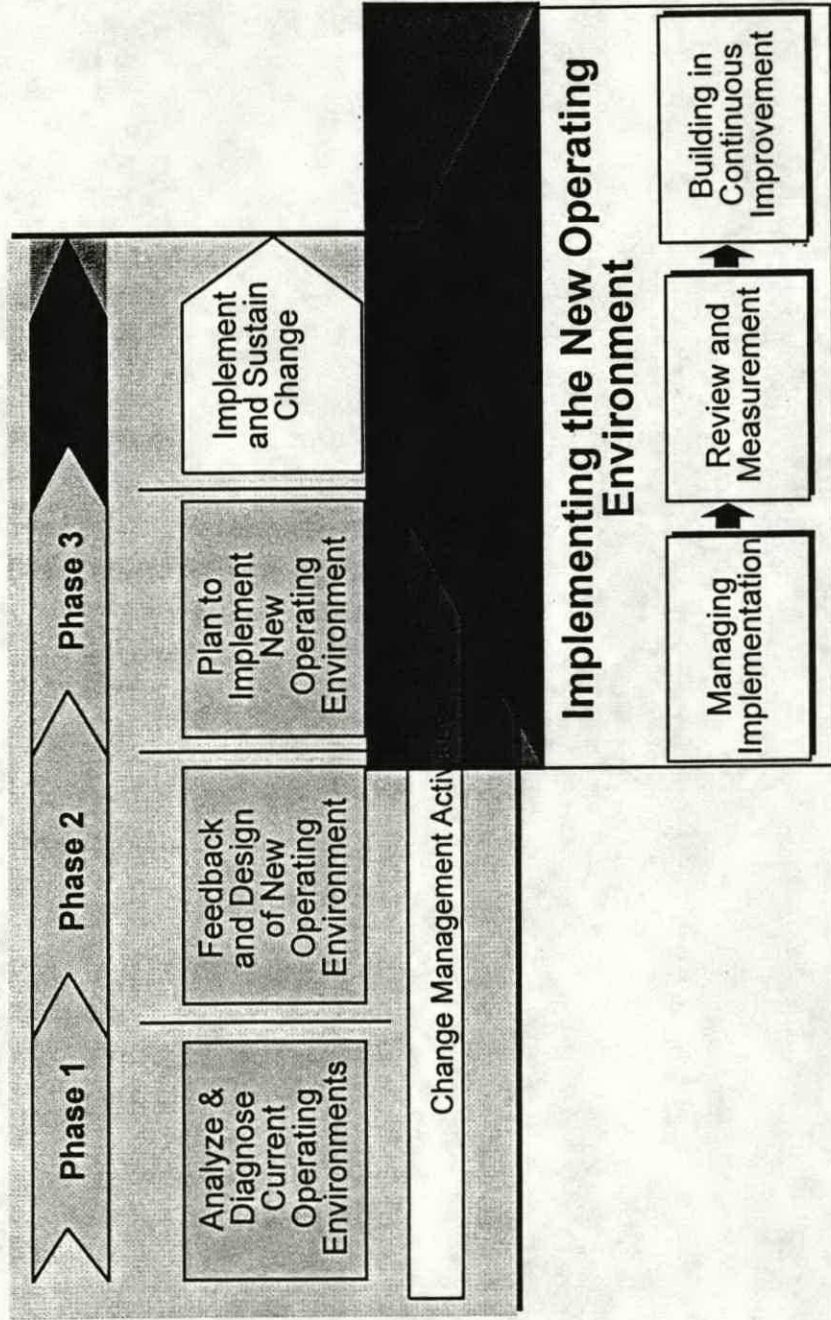 Phase 1
Phase 2
Phase 3
Analyze &
Diagnose
Current
Operating
Environments
Feedback
and Design
of New
Operating
Environment
Plan to
Implement
New
Operating
Environment
Implement
and Sustain
Change
Change Management
Implementing the New Operating
Environment
Managing
Implementation
Review and
Measurement
Building in
Continuous
Improvement